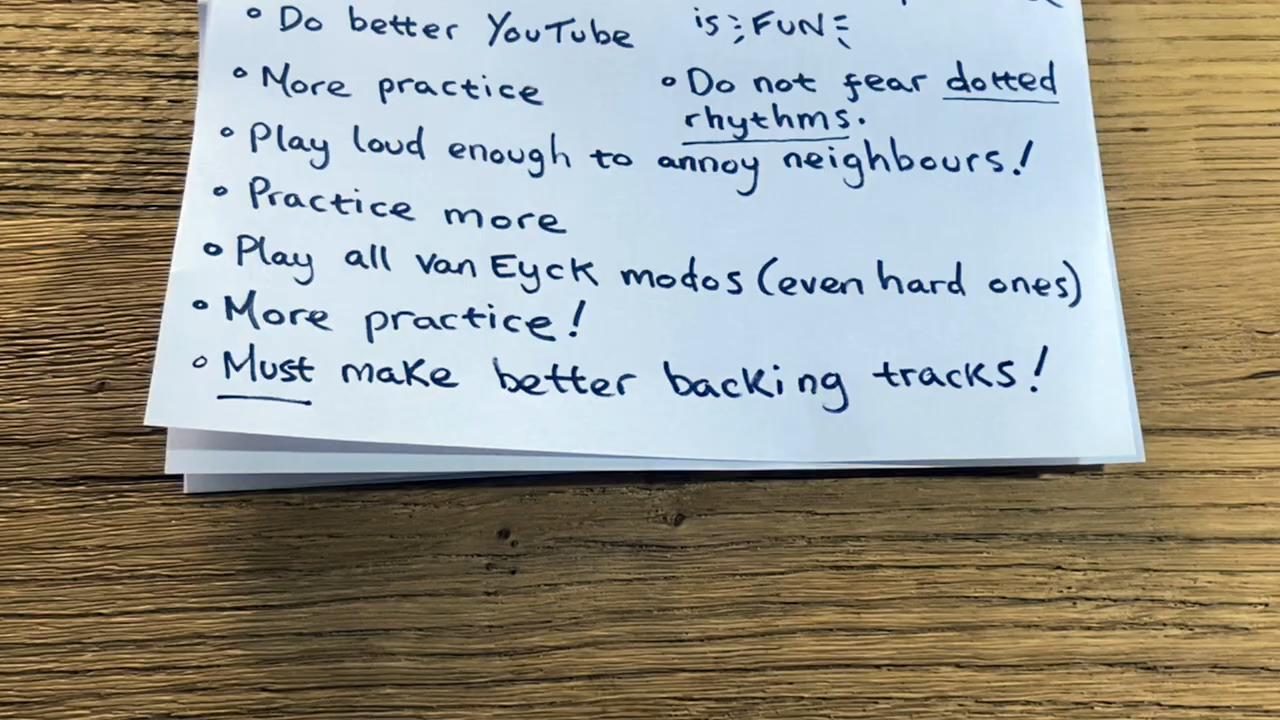 • Do better YouTube
is FUN
• More practice
• Do not fear dotted
rhythms.
• Play loud enough to annoy neighbours!
• Practice more
• Play all van Eyck modos (even hard ones)
• More practice!
• Must make better backing tracks!